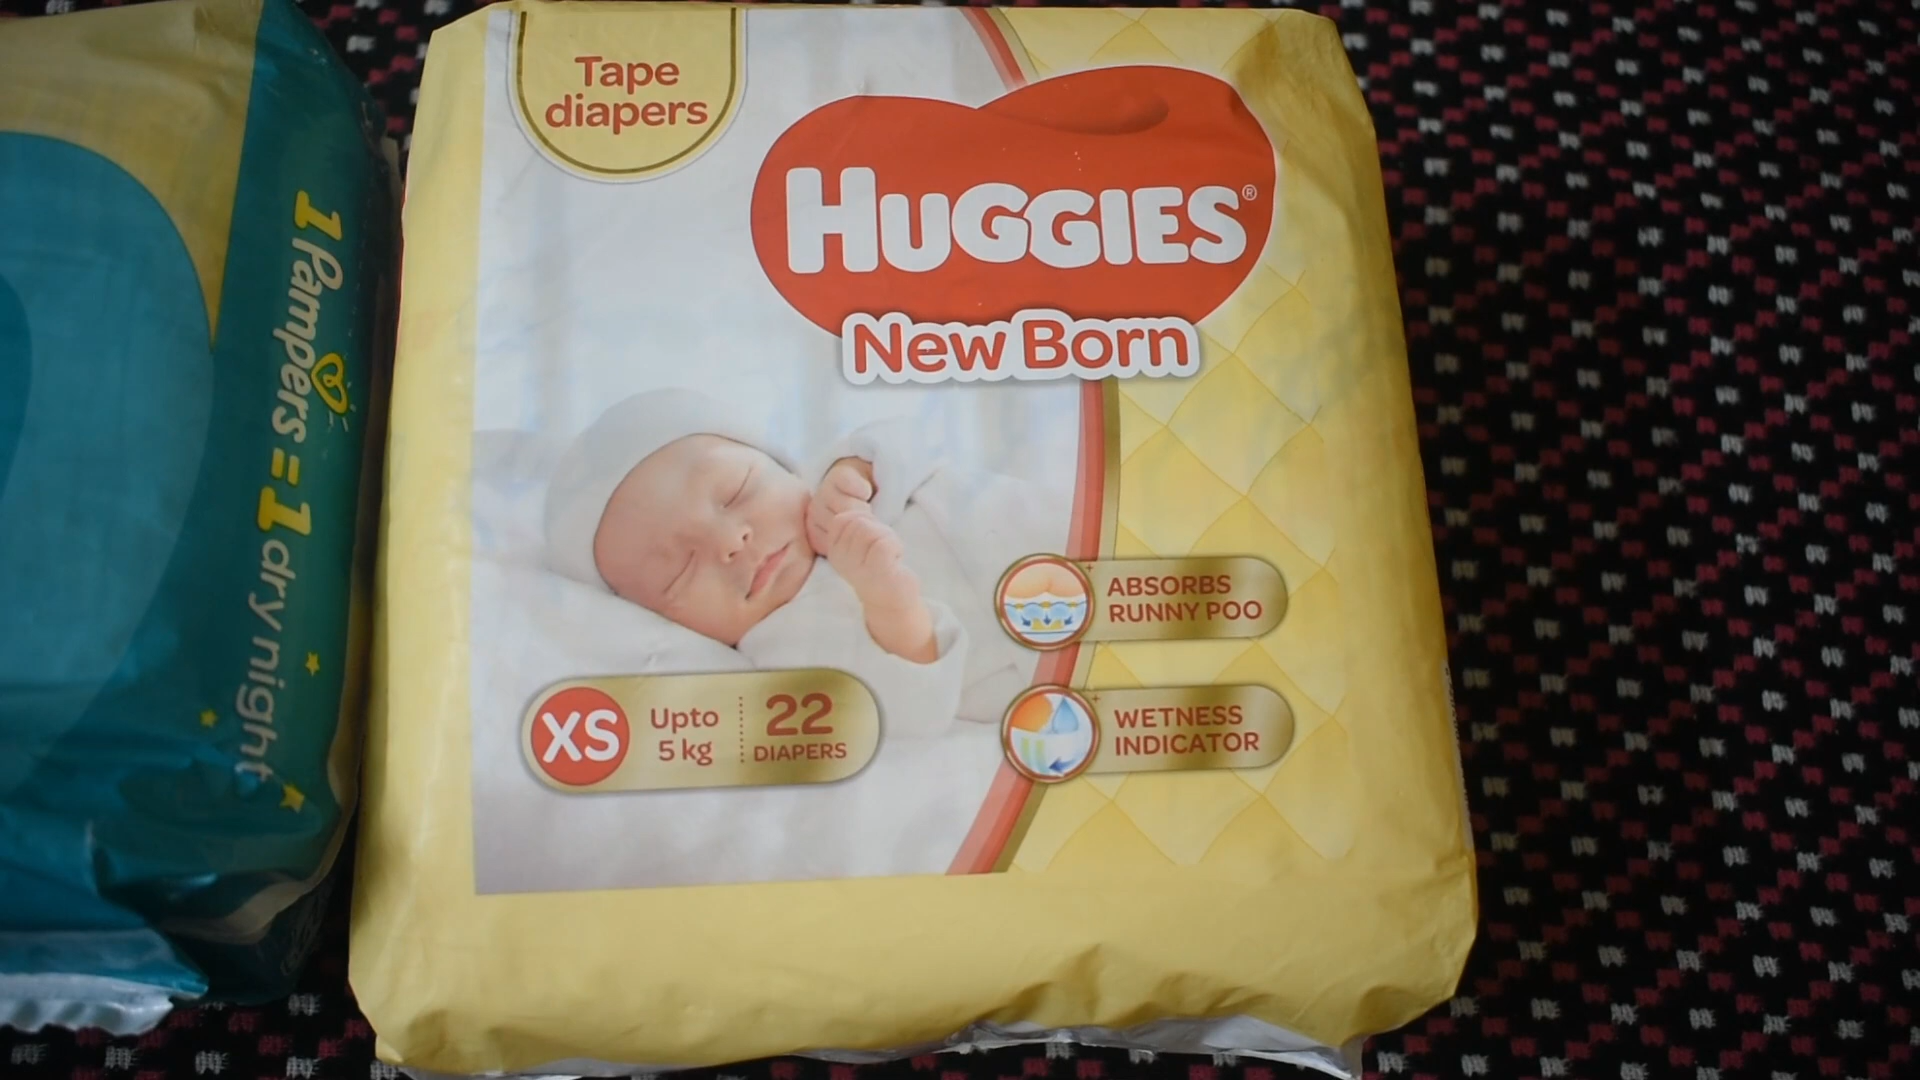 1 Pampers = 1 dry night
Tape
diapers
HUGGIES®
New Born
ABSORBS
RUNNY POO
XS
Upto
5 kg
22
DIAPERS
WETNESS
INDICATOR